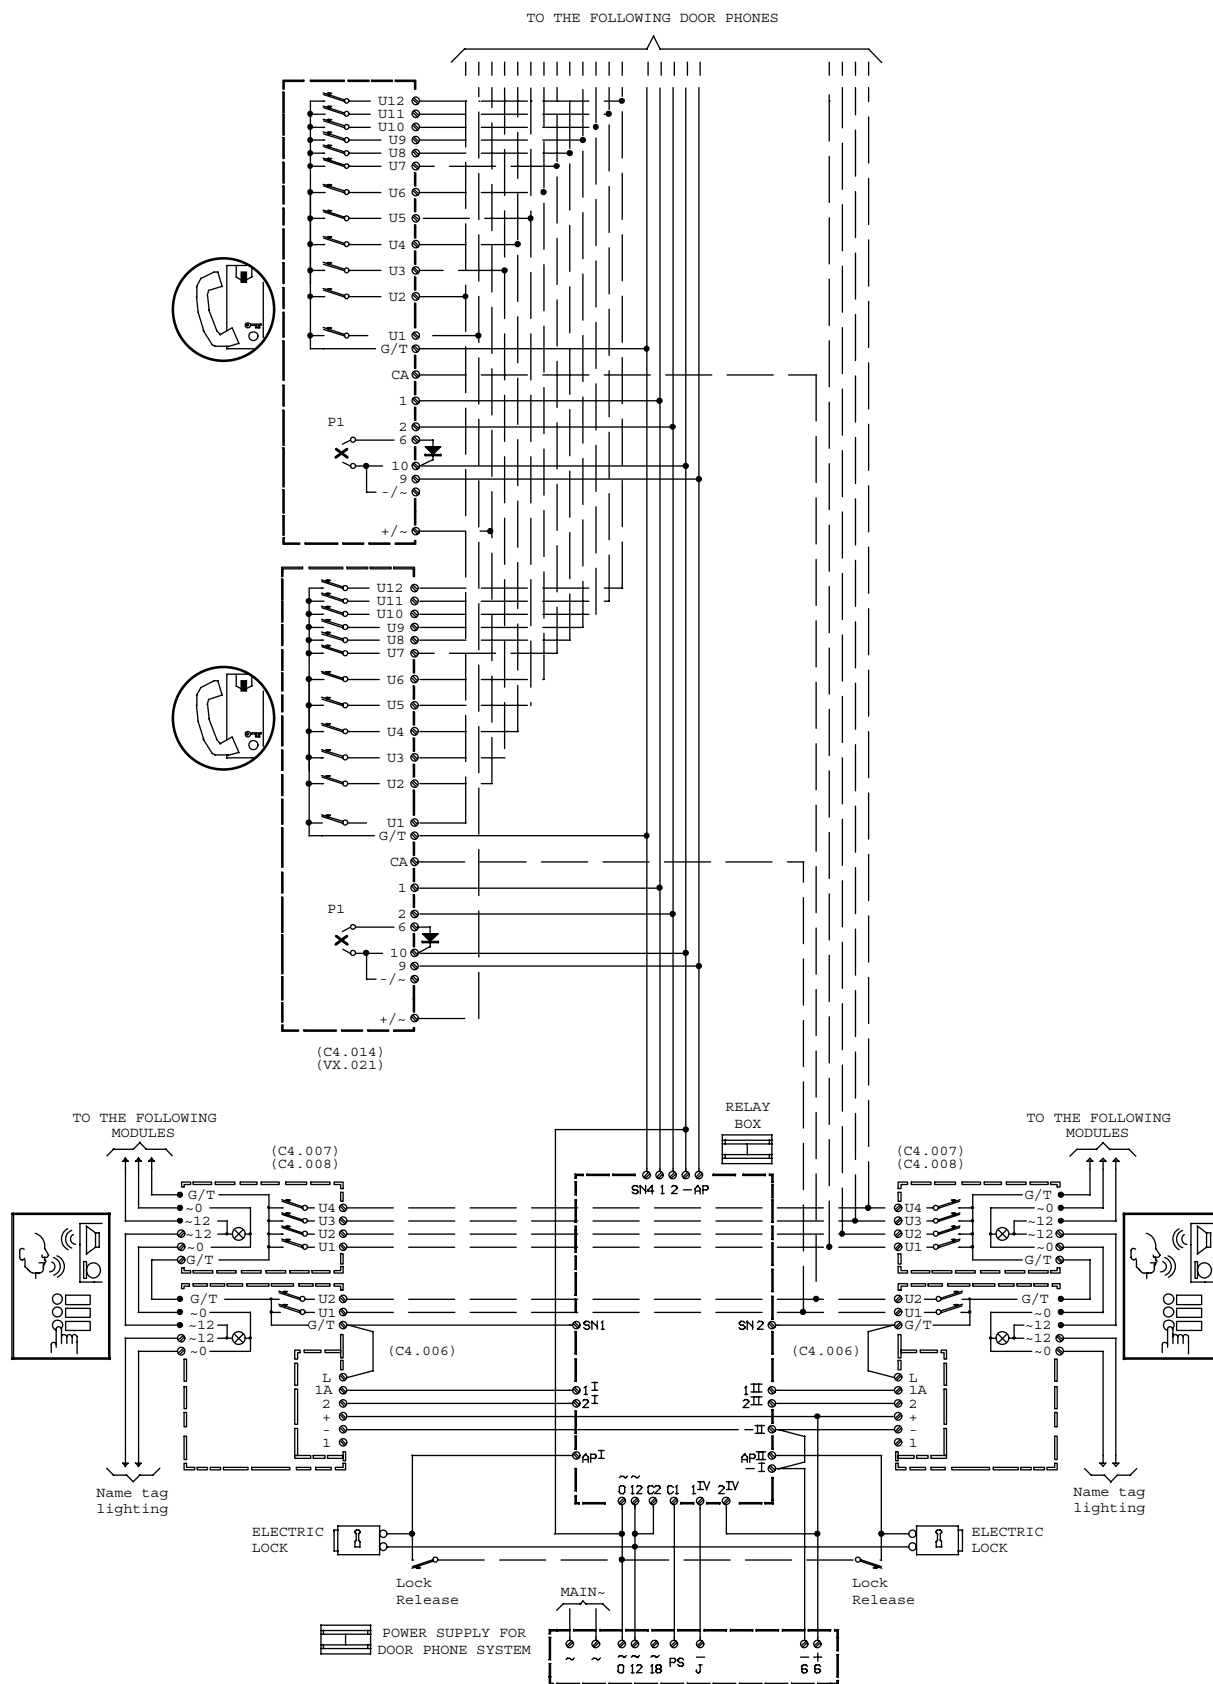 TO THE FOLLOWING DOOR PHONES
U12
U11
U10
U9
U8
U7
U6
U5
U4
U3
U2
U1
G/T
CA
1
P1
2
6
10
9
-/~
+/~
U12
U11
U10
U9
U8
U7
U6
U5
U4
U3
U2
U1
G/T
CA
1
P1
2
6
10
9
-/~
+/~
(C4.014)
(VX.021)
RELAY
BOX
TO THE FOLLOWING
MODULES
(C4.007)
(C4.008)
G/T
~0
~12
~12
~0
G/T
U4
U3
U2
U1
G/T
~0
~12
~12
~0
U2
U1
G/T
(C4.006)
L
1A
2
+
-
1
Name tag
lighting
SN4 1 2 -AP
SN1
SN2
1I
2I
1II
2II
-II
API
APII
-I
~ ~
0 12 C2 C1 1IV 2IV
TO THE FOLLOWING
MODULES
(C4.007)
(C4.008)
U4
U3
U2
U1
G/T
~0
~12
~12
~0
G/T
U2
U1
G/T
G/T
~0
~12
~12
~0
(C4.006)
L
1A
2
+
-
1
Name tag
lighting
ELECTRIC
LOCK
ELECTRIC
LOCK
Lock
Release
Lock
Release
MAIN~
POWER SUPPLY FOR
DOOR PHONE SYSTEM
~ ~ ~ ~ ~ PS - - +
0 12 18 J 6 6